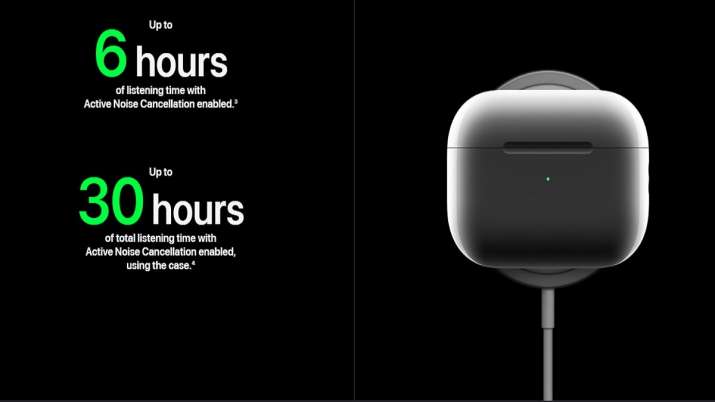 Up to
6 hours
of listening time with
Active Noise Cancellation enabled.³
Up to
30 hours
of total listening time with
Active Noise Cancellation enabled,
using the case.⁴